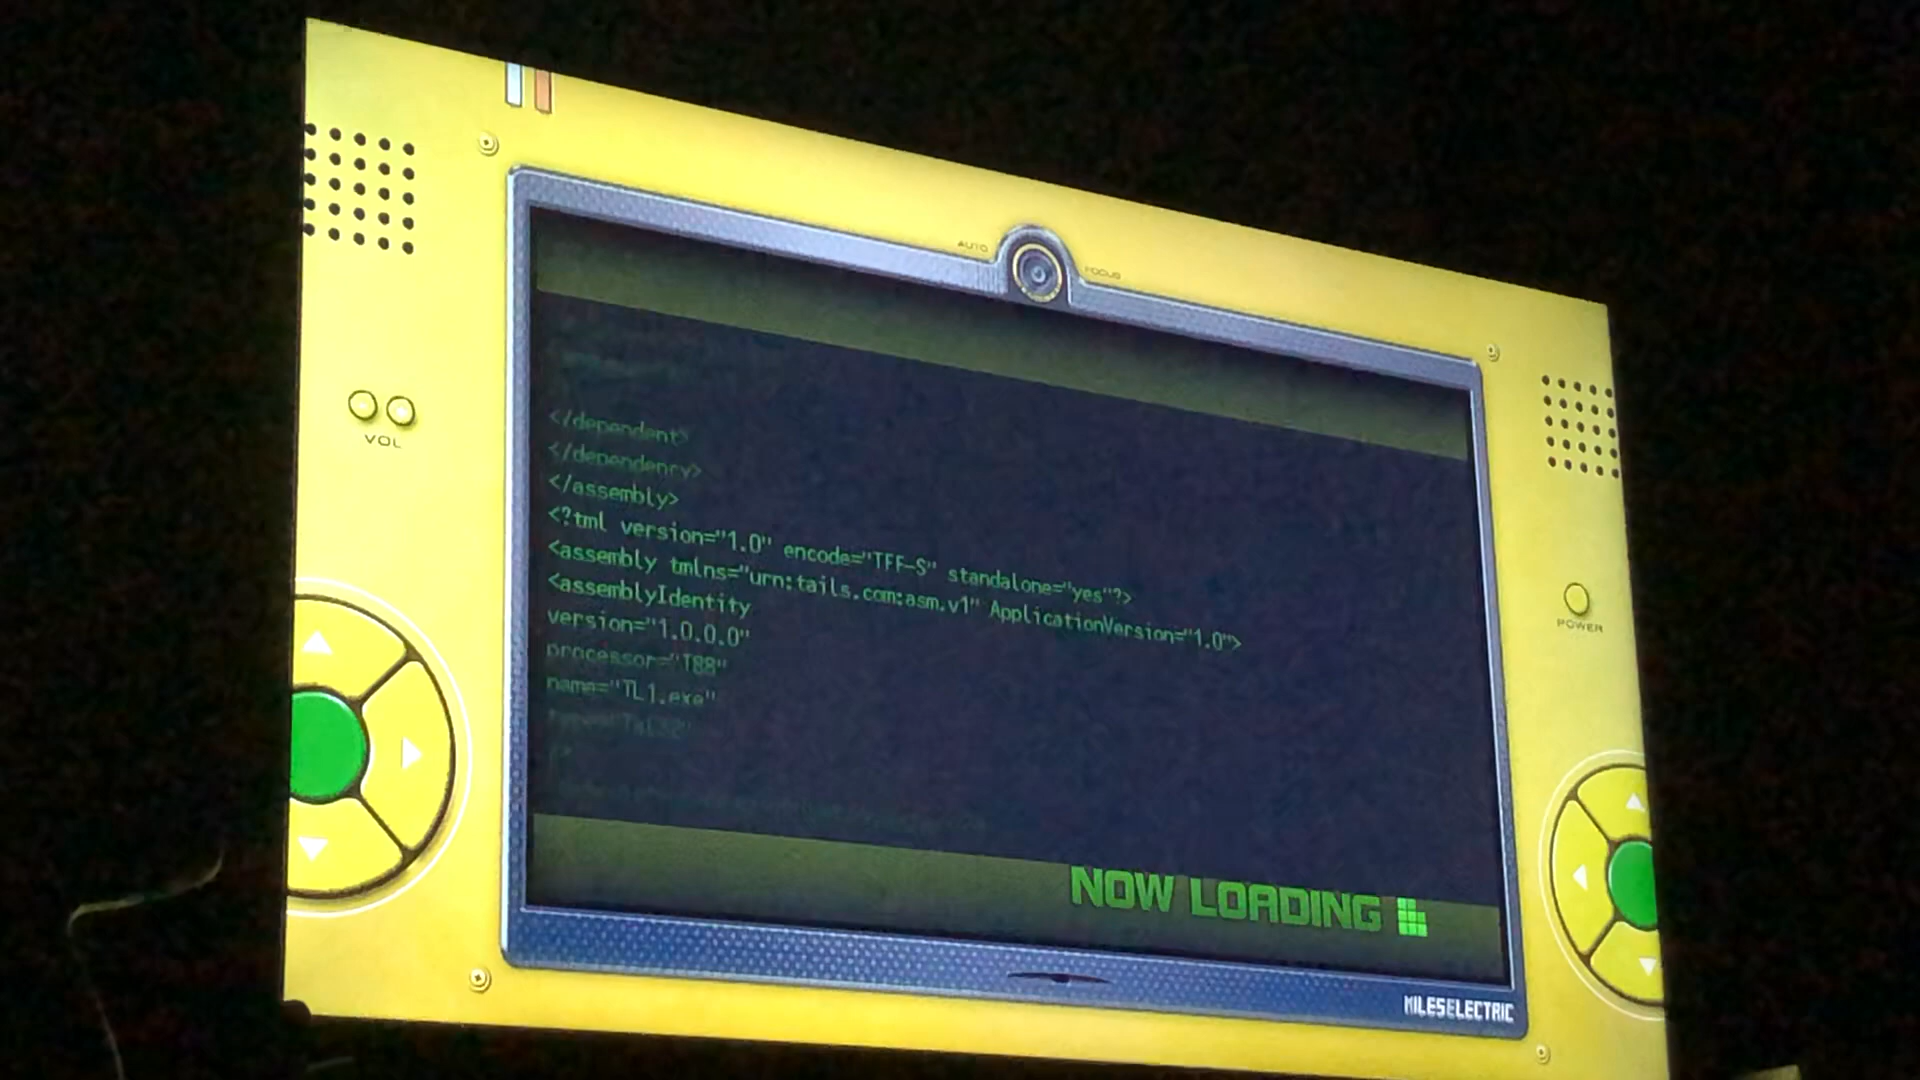 AUTO
FOCUS
VOL
</dependent>
</dependency>
</assembly>
<?tml version="1.0" encode="TFF-S" standalone="yes"?>
<assembly tmlns="urn:tails.com:asm.v1" ApplicationVersion="1.0">
<assemblyIdentity
version="1.0.0.0"
processor="T88"
name="TL1.exe"
POWER
NOW LOADING
MILESELECTRIC